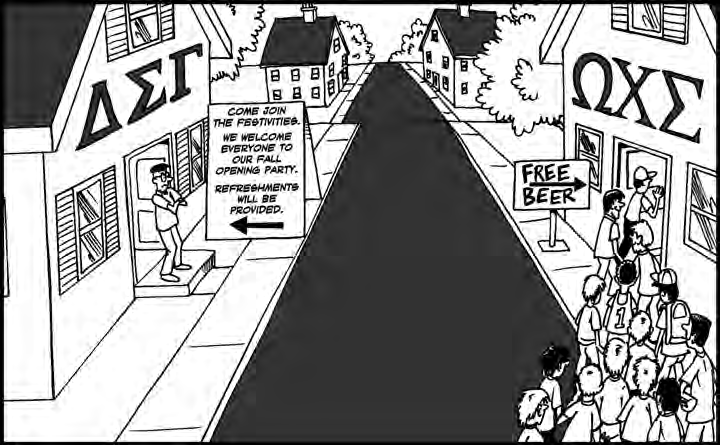 ΔΣΓ
COME JOIN
THE FESTIVITIES.
WE WELCOME
EVERYONE TO
OUR FALL
OPENING PARTY.
REFRESHMENTS
WILL BE
PROVIDED.
ΩΧΣ
FREE
BEER
1